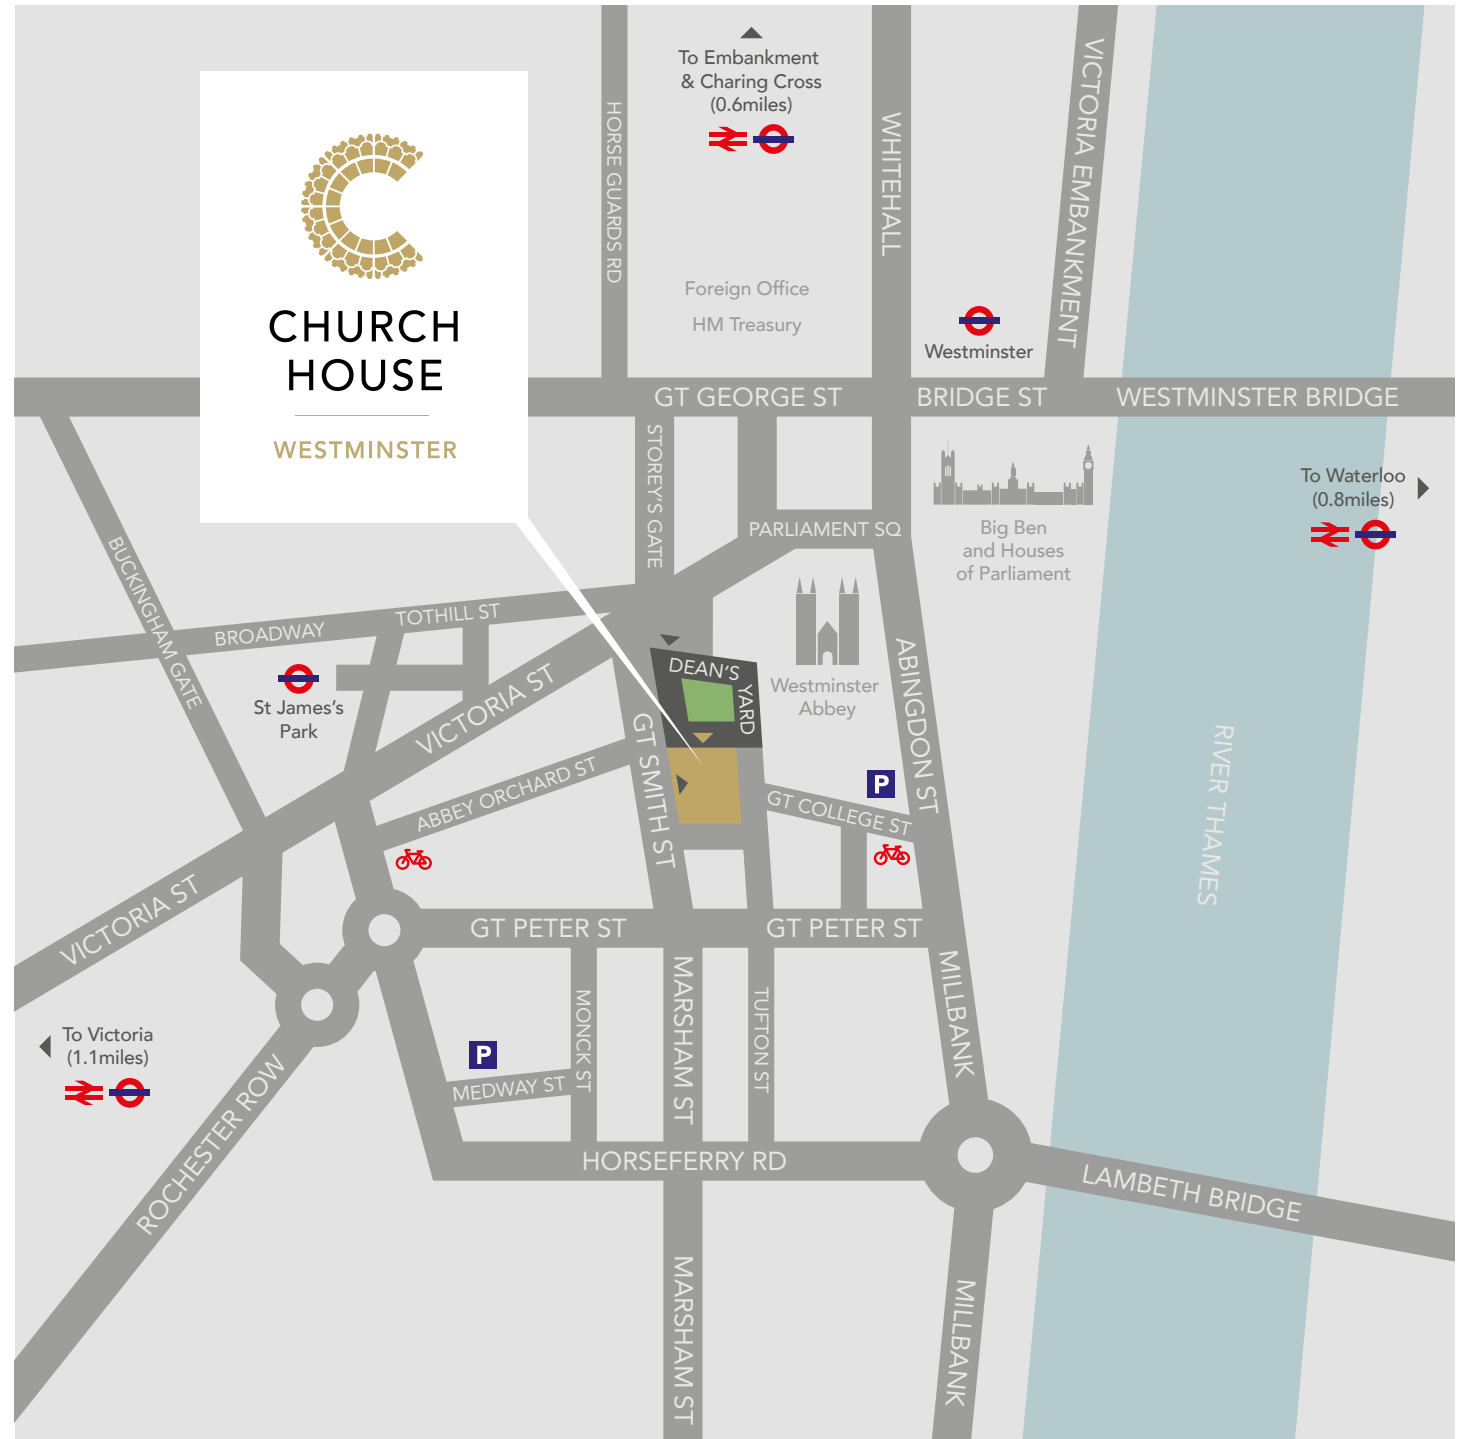 To Embankment
& Charing Cross
(0.6miles)
HORSE GUARDS RD
WHITEHALL
VICTORIA EMBANKMENT
CHURCH
HOUSE
WESTMINSTER
Foreign Office
HM Treasury
Westminster
GT GEORGE ST
BRIDGE ST
WESTMINSTER BRIDGE
STOREY'S GATE
PARLIAMENT SQ
Big Ben
and Houses
of Parliament
To Waterloo
(0.8miles)
BUCKINGHAM GATE
BROADWAY
TOTHILL ST
St James's
Park
VICTORIA ST
DEAN'S
YARD
Westminster
Abbey
ABINGDON ST
GT SMITH ST
ABBEY ORCHARD ST
P
GT COLLEGE ST
RIVER THAMES
VICTORIA ST
GT PETER ST
GT PETER ST
MILLBANK
MONCK ST
MARSHAM ST
TUFTON ST
To Victoria
(1.1miles)
P
MEDWAY ST
ROCHESTER ROW
HORSEFERRY RD
LAMBETH BRIDGE
MARSHAM ST
MILLBANK